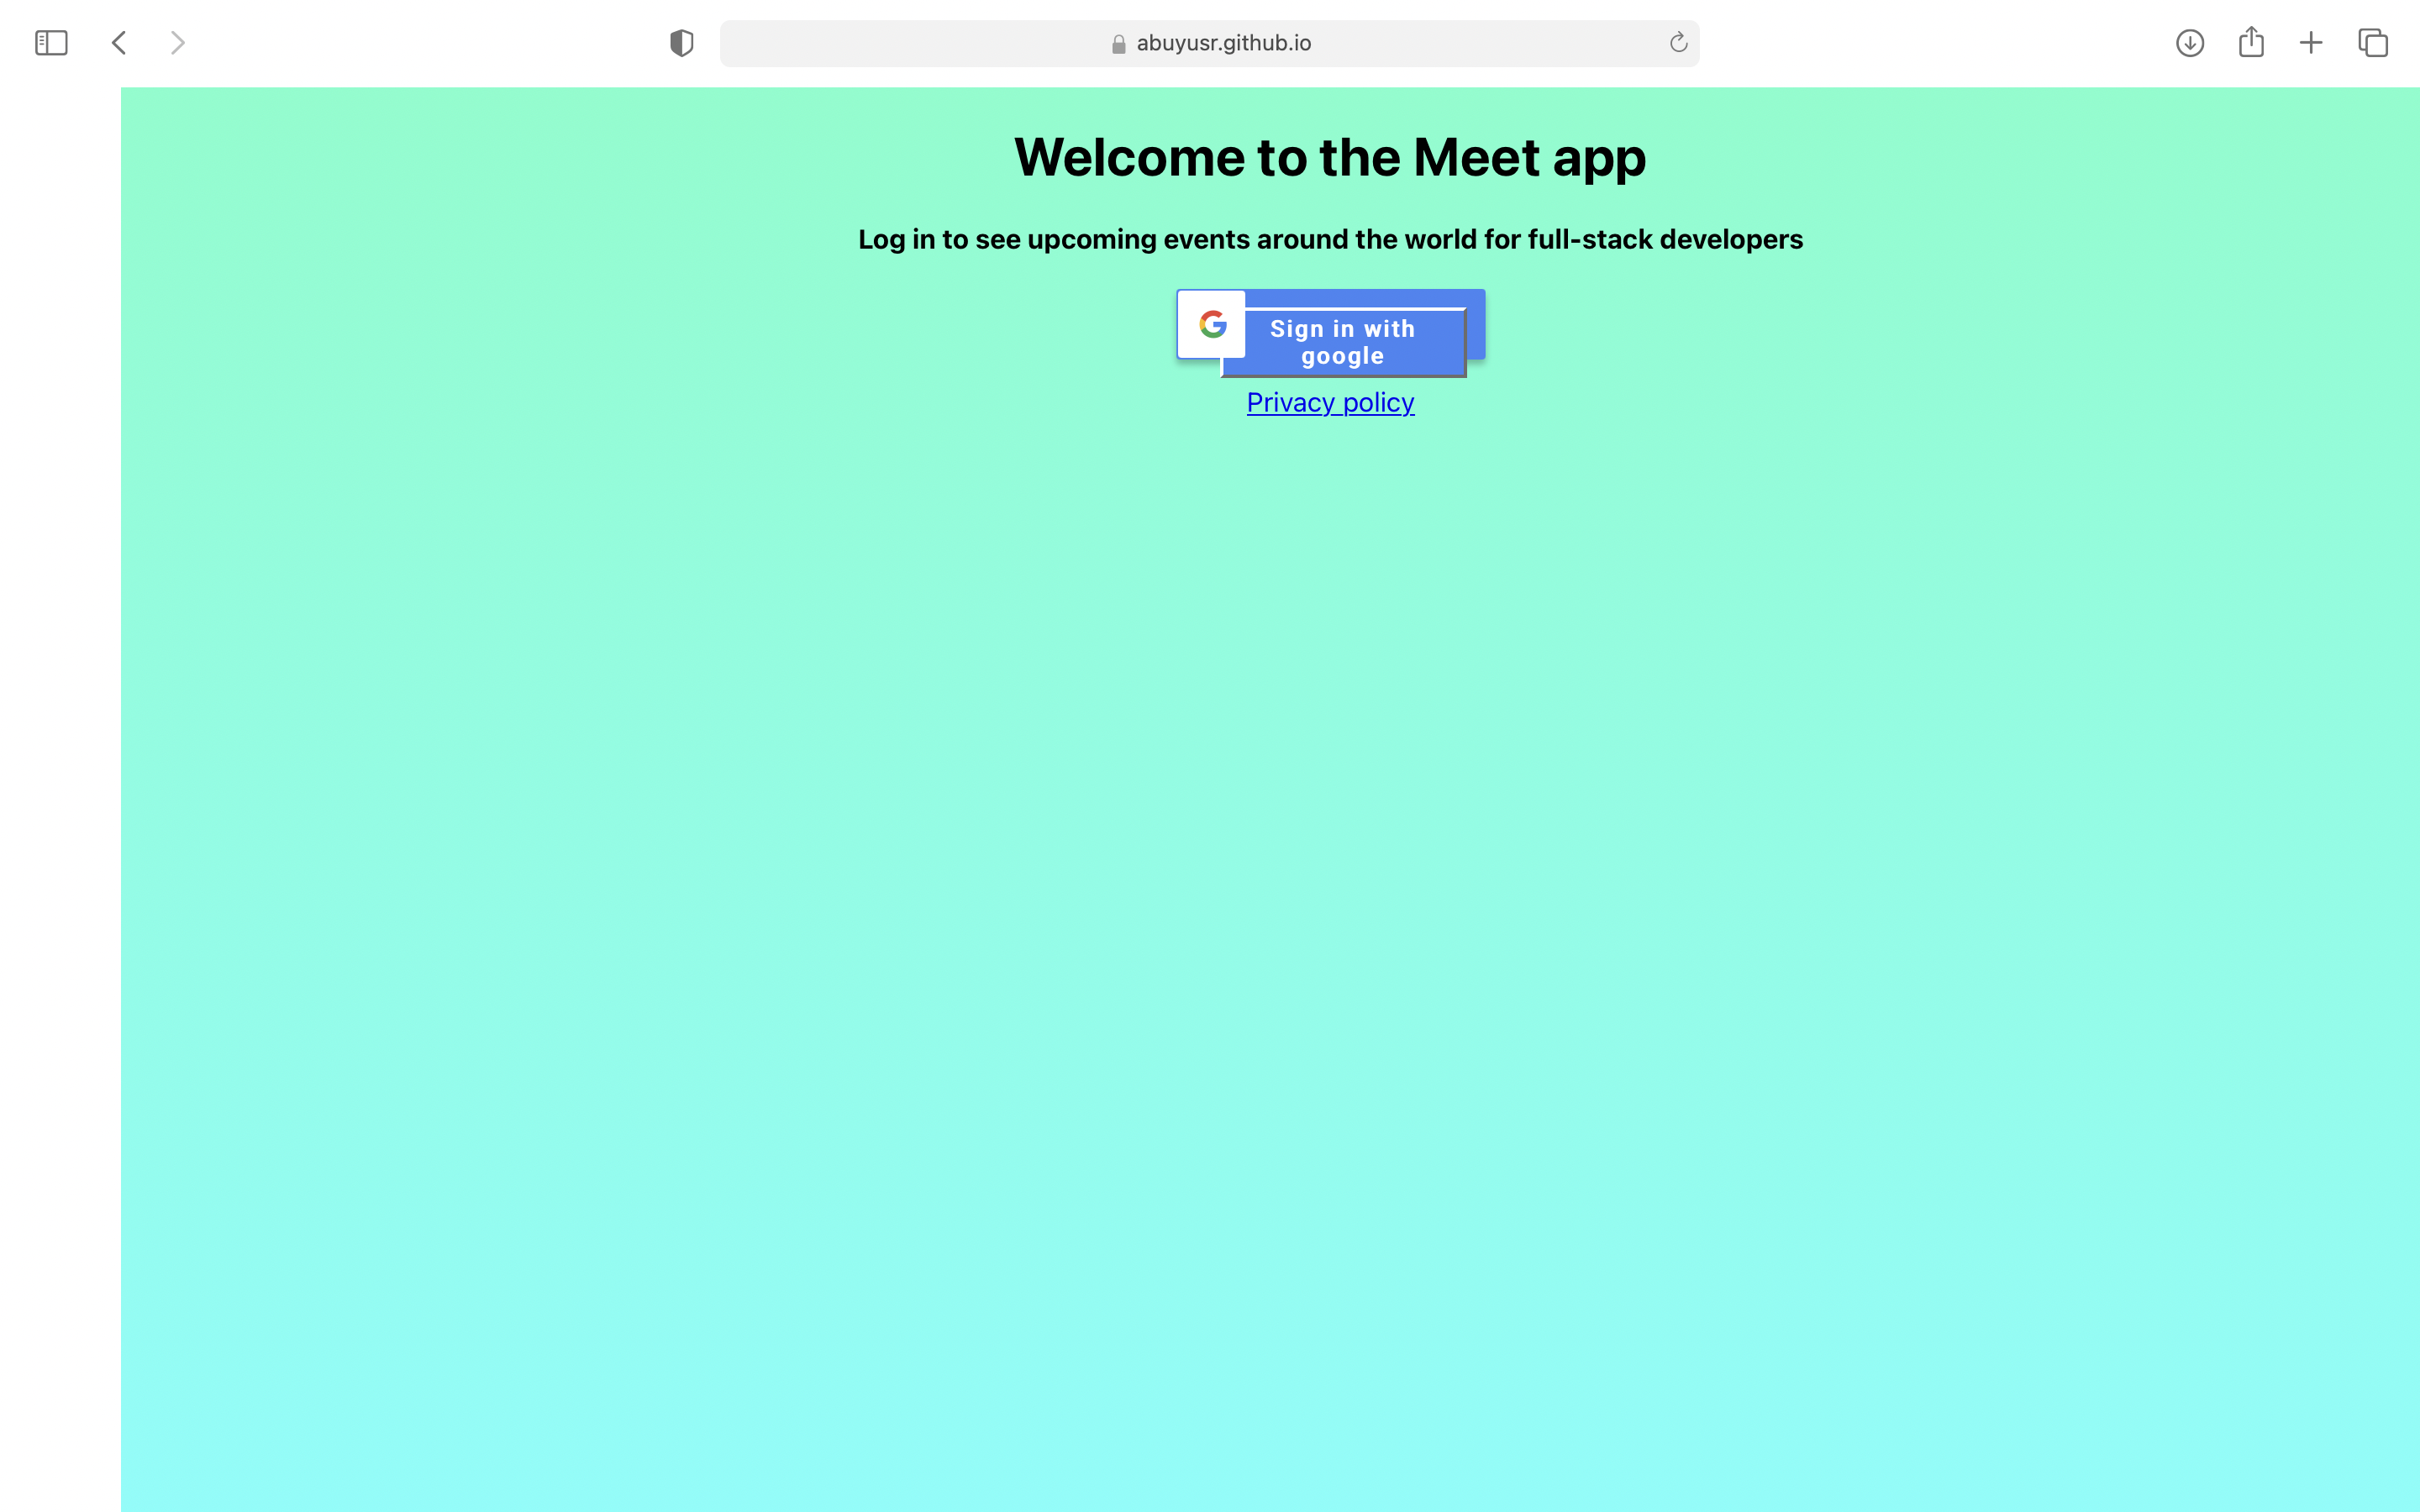 abuyusr.github.io
Welcome to the Meet app
Log in to see upcoming events around the world for full-stack developers
Sign in with
google
Privacy policy